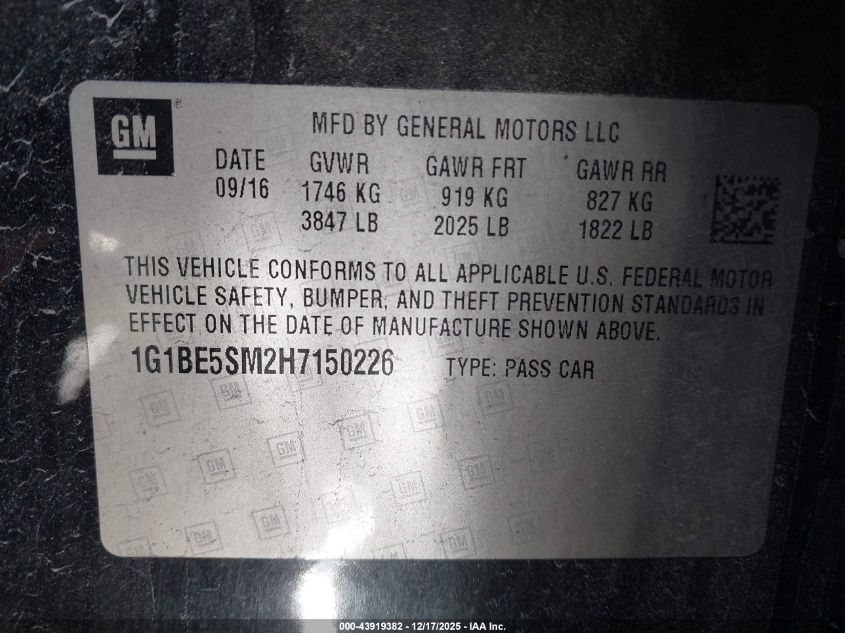 GM
MFD BY GENERAL MOTORS LLC
DATE GVWR GAWR FRT GAWR RR
09/16 1746 KG 919 KG 827 KG
3847 LB 2025 LB 1822 LB
THIS VEHICLE CONFORMS TO ALL APPLICABLE U.S. FEDERAL MOTOR
VEHICLE SAFETY, BUMPER, AND THEFT PREVENTION STANDARDS IN
EFFECT ON THE DATE OF MANUFACTURE SHOWN ABOVE.
1G1BE5SM2H7150226 TYPE: PASS CAR
000-43919382 - 12/17/2025 - IAA Inc.